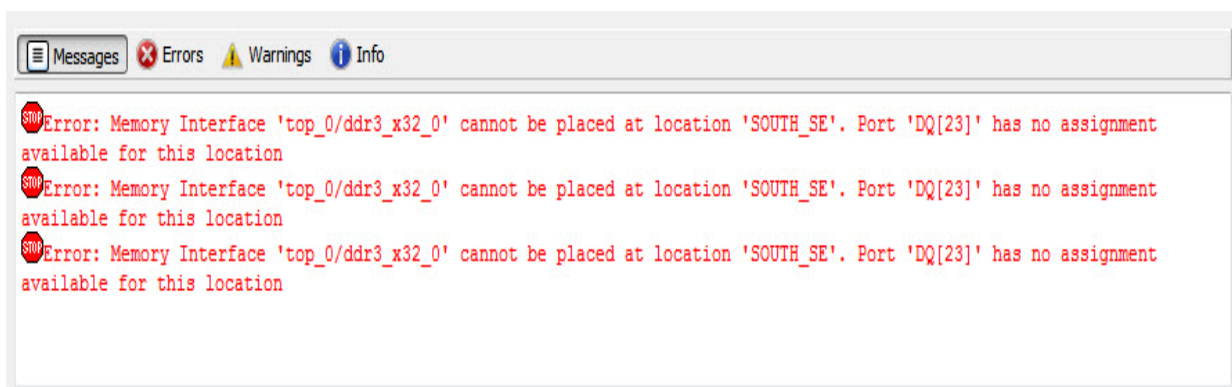 Messages Errors Warnings Info
STOP Error: Memory Interface 'top_0/ddr3_x32_0' cannot be placed at location 'SOUTH_SE'. Port 'DQ[23]' has no assignment
available for this location
STOP Error: Memory Interface 'top_0/ddr3_x32_0' cannot be placed at location 'SOUTH_SE'. Port 'DQ[23]' has no assignment
available for this location
STOP Error: Memory Interface 'top_0/ddr3_x32_0' cannot be placed at location 'SOUTH_SE'. Port 'DQ[23]' has no assignment
available for this location